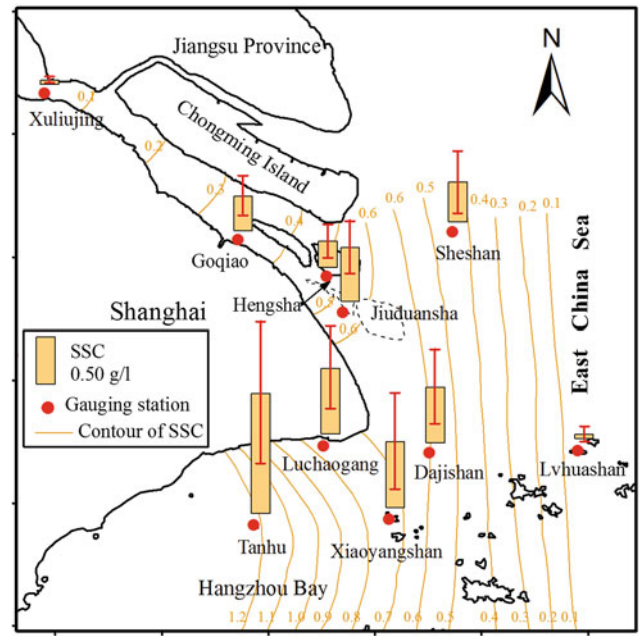 Jiangsu Province
N
Xuliujing
0.1
Chongming Island
0.2
0.3
0.4
0.6
0.6
0.5
0.4
0.3
0.2
0.1
Goqiao
Sheshan
Hengsha
0.5
Jiuduansha
0.6
Shanghai
East China Sea
SSC
0.50 g/l
Gauging station
Contour of SSC
Luchaogang
Dajishan
Lvhuashan
Tanhu
Xiaoyangshan
Hangzhou Bay
1.2 1.1 1.0 0.9 0.8 0.7 0.6 0.5 0.4 0.3 0.2 0.1